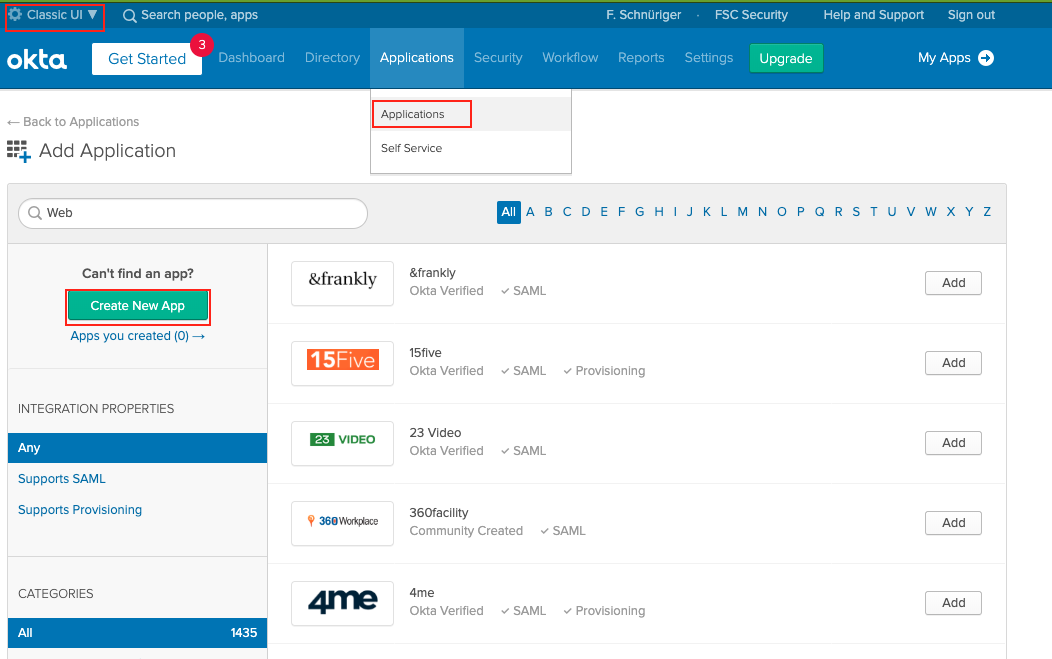 Classic UI ▼ Search people, apps F. Schnüriger · FSC Security Help and Support Sign out
okta Get Started 3 Dashboard Directory Applications Security Workflow Reports Settings Upgrade My Apps
Applications
Self Service
← Back to Applications
Add Application
Web All A B C D E F G H I J K L M N O P Q R S T U V W X Y Z
Can't find an app?
Create New App
Apps you created (0) →
INTEGRATION PROPERTIES
Any
Supports SAML
Supports Provisioning
CATEGORIES
All 1435
&frankly &frankly Add
Okta Verified ✓ SAML
15Five 15five Add
Okta Verified ✓ SAML ✓ Provisioning
23 VIDEO 23 Video Add
Okta Verified ✓ SAML
360 Workplace 360facility Add
Community Created ✓ SAML
4me 4me Add
Okta Verified ✓ SAML ✓ Provisioning